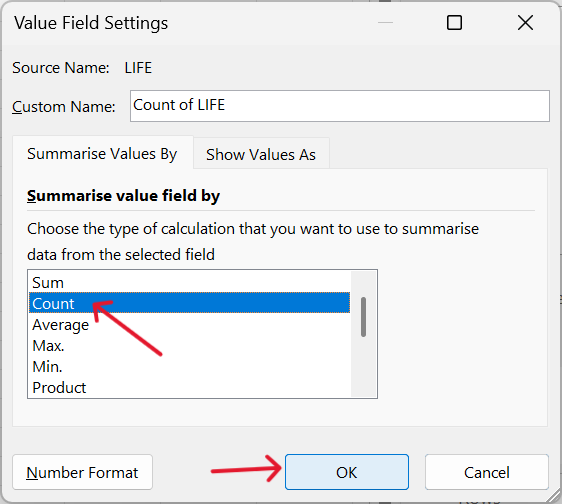 Value Field Settings
Source Name: LIFE
Custom Name: Count of LIFE
Summarise Values By Show Values As
Summarise value field by
Choose the type of calculation that you want to use to summarise
data from the selected field
Sum
Count
Average
Max.
Min.
Product
Number Format OK Cancel